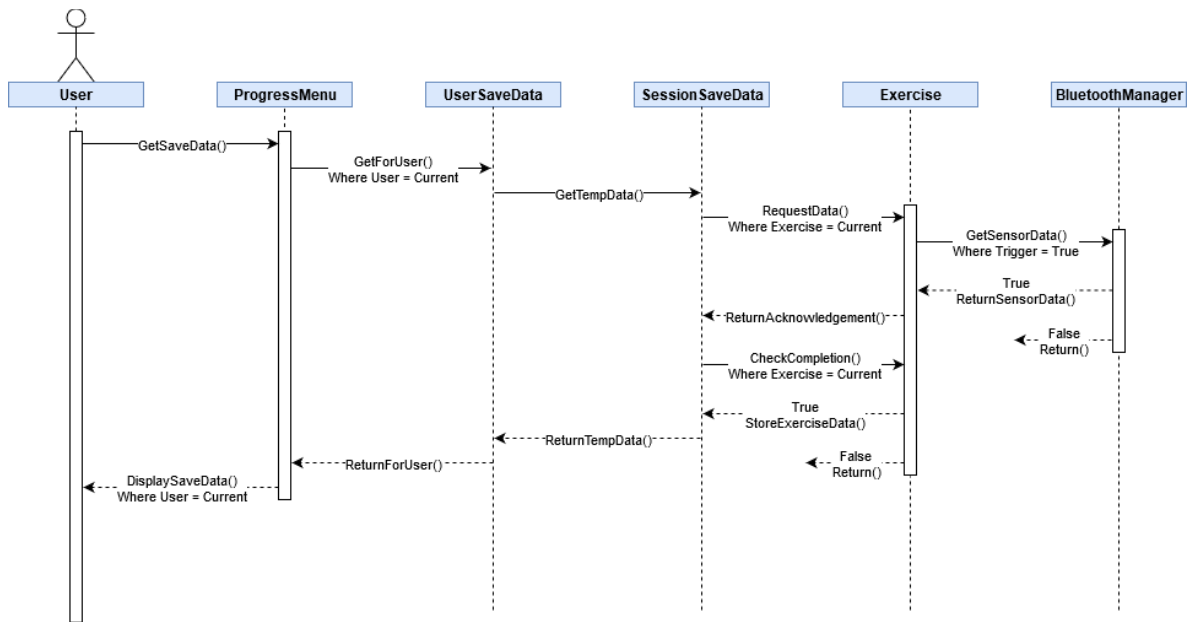 User
ProgressMenu
UserSaveData
SessionSaveData
Exercise
BluetoothManager
GetSaveData()
GetForUser()
Where User = Current
GetTempData()
RequestData()
Where Exercise = Current
GetSensorData()
Where Trigger = True
True
ReturnSensorData()
ReturnAcknowledgement()
False
Return()
CheckCompletion()
Where Exercise = Current
True
StoreExerciseData()
ReturnTempData()
ReturnForUser()
False
Return()
DisplaySaveData()
Where User = Current